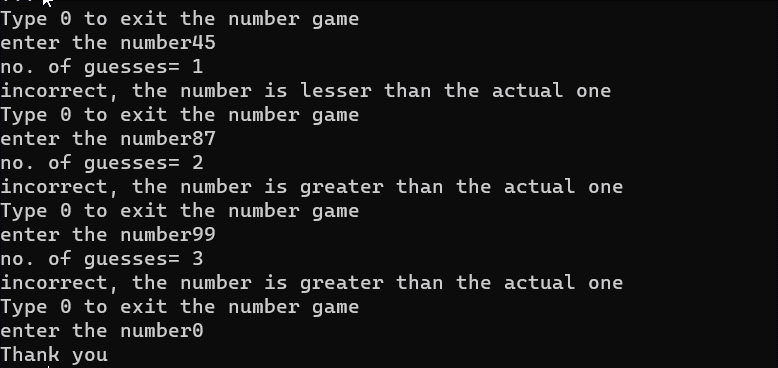 Type 0 to exit the number game
enter the number45
no. of guesses= 1
incorrect, the number is lesser than the actual one
Type 0 to exit the number game
enter the number87
no. of guesses= 2
incorrect, the number is greater than the actual one
Type 0 to exit the number game
enter the number99
no. of guesses= 3
incorrect, the number is greater than the actual one
Type 0 to exit the number game
enter the number0
Thank you